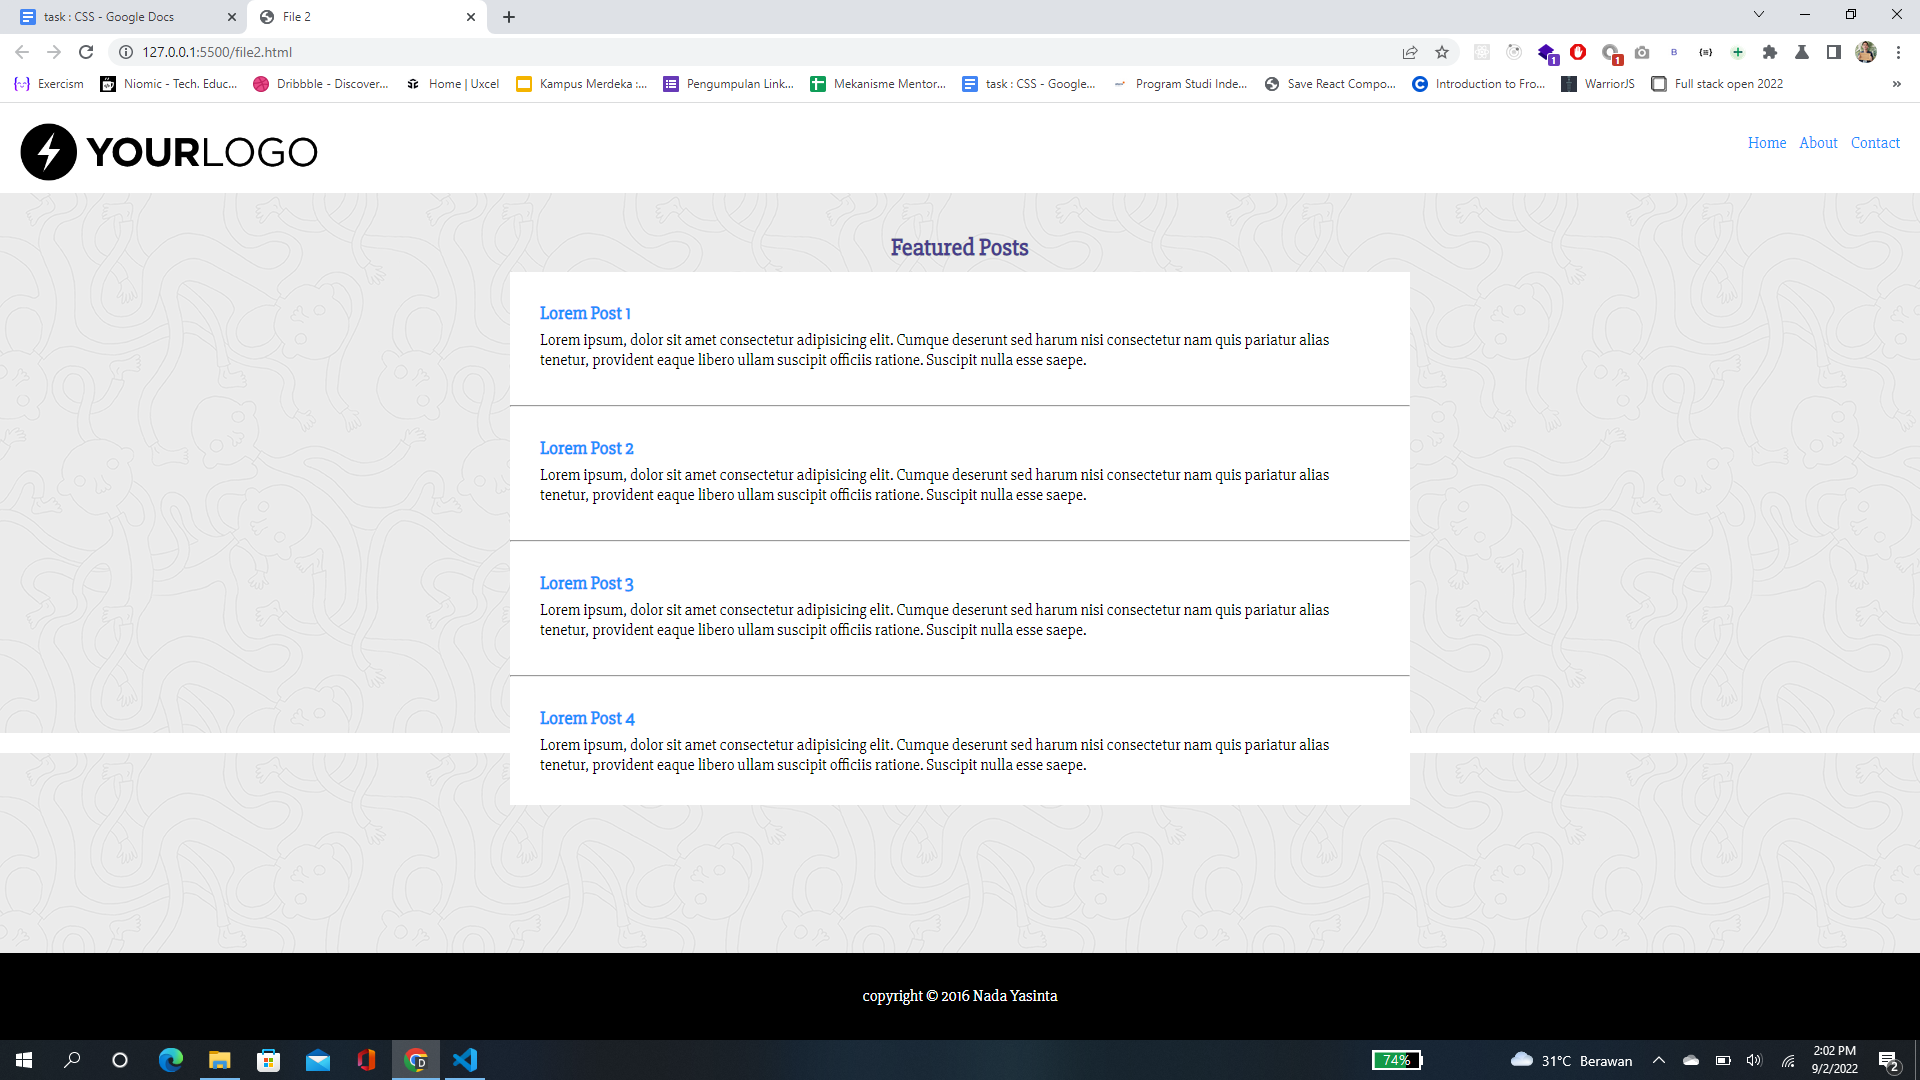 task : CSS - Google Docs
File 2
127.0.0.1:5500/file2.html
1
1
B
Exercism
Niomic - Tech. Educ...
Dribbble - Discover...
Home | Uxcel
Kampus Merdeka :...
Pengumpulan Link...
Mekanisme Mentor...
task : CSS - Google...
Program Studi Inde...
Save React Compo...
Introduction to Fro...
WarriorJS
Full stack open 2022
»
YOURLOGO
Home About Contact
Featured Posts
Lorem Post 1
Lorem ipsum, dolor sit amet consectetur adipisicing elit. Cumque deserunt sed harum nisi consectetur nam quis pariatur alias
tenetur, provident eaque libero ullam suscipit officiis ratione. Suscipit nulla esse saepe.
Lorem Post 2
Lorem ipsum, dolor sit amet consectetur adipisicing elit. Cumque deserunt sed harum nisi consectetur nam quis pariatur alias
tenetur, provident eaque libero ullam suscipit officiis ratione. Suscipit nulla esse saepe.
Lorem Post 3
Lorem ipsum, dolor sit amet consectetur adipisicing elit. Cumque deserunt sed harum nisi consectetur nam quis pariatur alias
tenetur, provident eaque libero ullam suscipit officiis ratione. Suscipit nulla esse saepe.
Lorem Post 4
Lorem ipsum, dolor sit amet consectetur adipisicing elit. Cumque deserunt sed harum nisi consectetur nam quis pariatur alias
tenetur, provident eaque libero ullam suscipit officiis ratione. Suscipit nulla esse saepe.
copyright © 2016 Nada Yasinta
74%
31°C Berawan
2:02 PM
9/2/2022
2